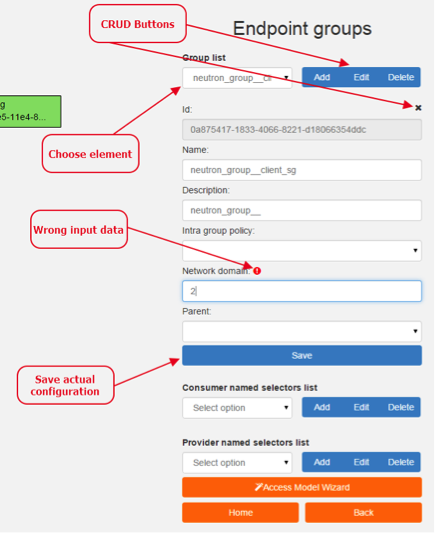 CRUD Buttons
Endpoint groups
Group list
neutron_group__cl
Add Edit Delete
g
5-11e4-8...
Id:
0a875417-1833-4066-8221-d18066354ddc
Choose element
Name:
neutron_group__client_sg
Description:
neutron_group__
Wrong input data
Intra group policy:
Network domain:
2
Parent:
Save
Save actual
configuration
Consumer named selectors list
Select option
Add Edit Delete
Provider named selectors list
Select option
Add Edit Delete
Access Model Wizard
Home
Back